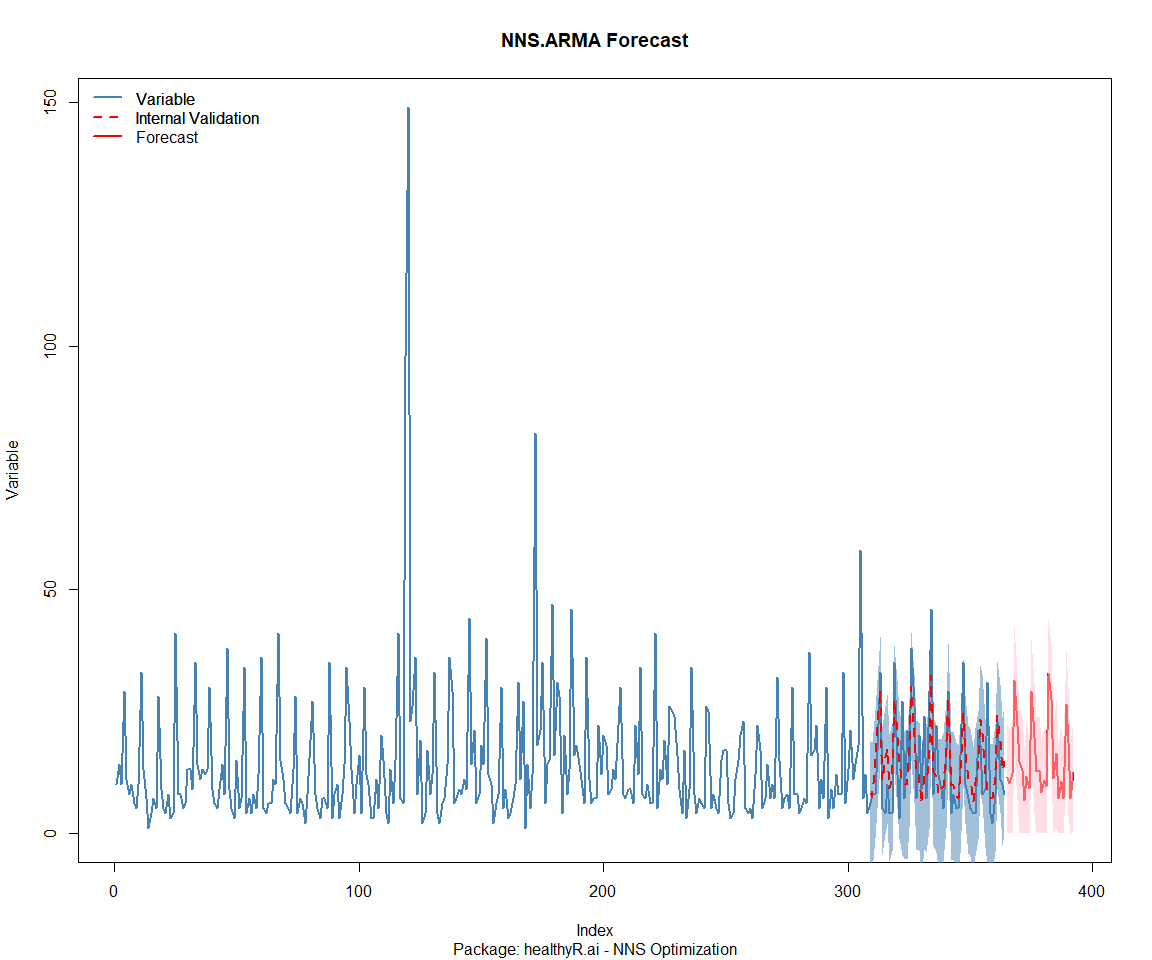 NNS.ARMA Forecast
Variable
Internal Validation
Forecast
150
100
50
0
Variable
0
100
200
300
400
Index
Package: healthyR.ai - NNS Optimization